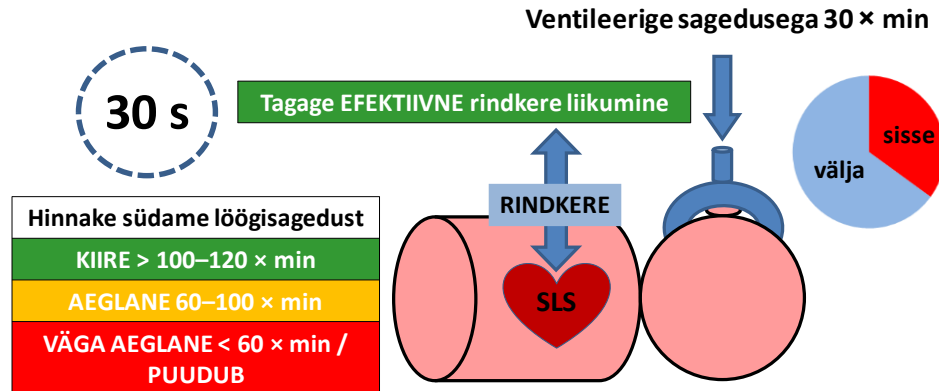 Ventileerige sagedusega 30 × min
30 s
Tagage EFEKTIIVNE rindkere liikumine
sisse
välja
RINDKERE
Hinnake südame löögisagedust
KIIRE > 100–120 × min
AEGLANE 60–100 × min
VÄGA AEGLANE < 60 × min /
PUUDUB
SLS